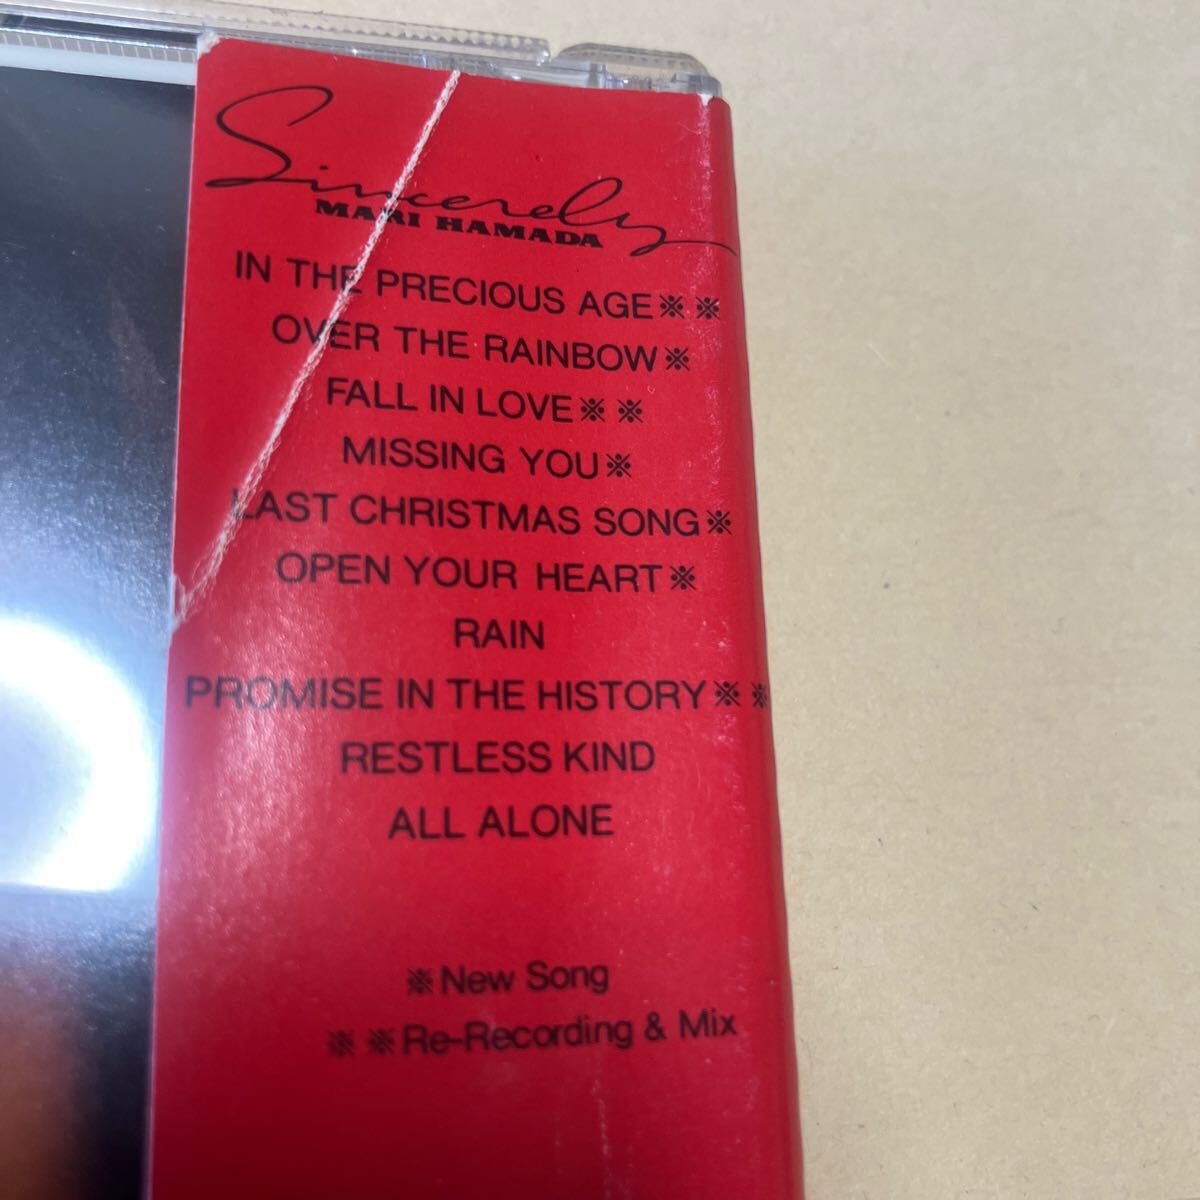 Sincerely
MARI HAMADA
IN THE PRECIOUS AGE※※
OVER THE RAINBOW※
FALL IN LOVE※※
MISSING YOU※
LAST CHRISTMAS SONG※
OPEN YOUR HEART※
RAIN
PROMISE IN THE HISTORY※※
RESTLESS KIND
ALL ALONE
※New Song
※※Re-Recording & Mix